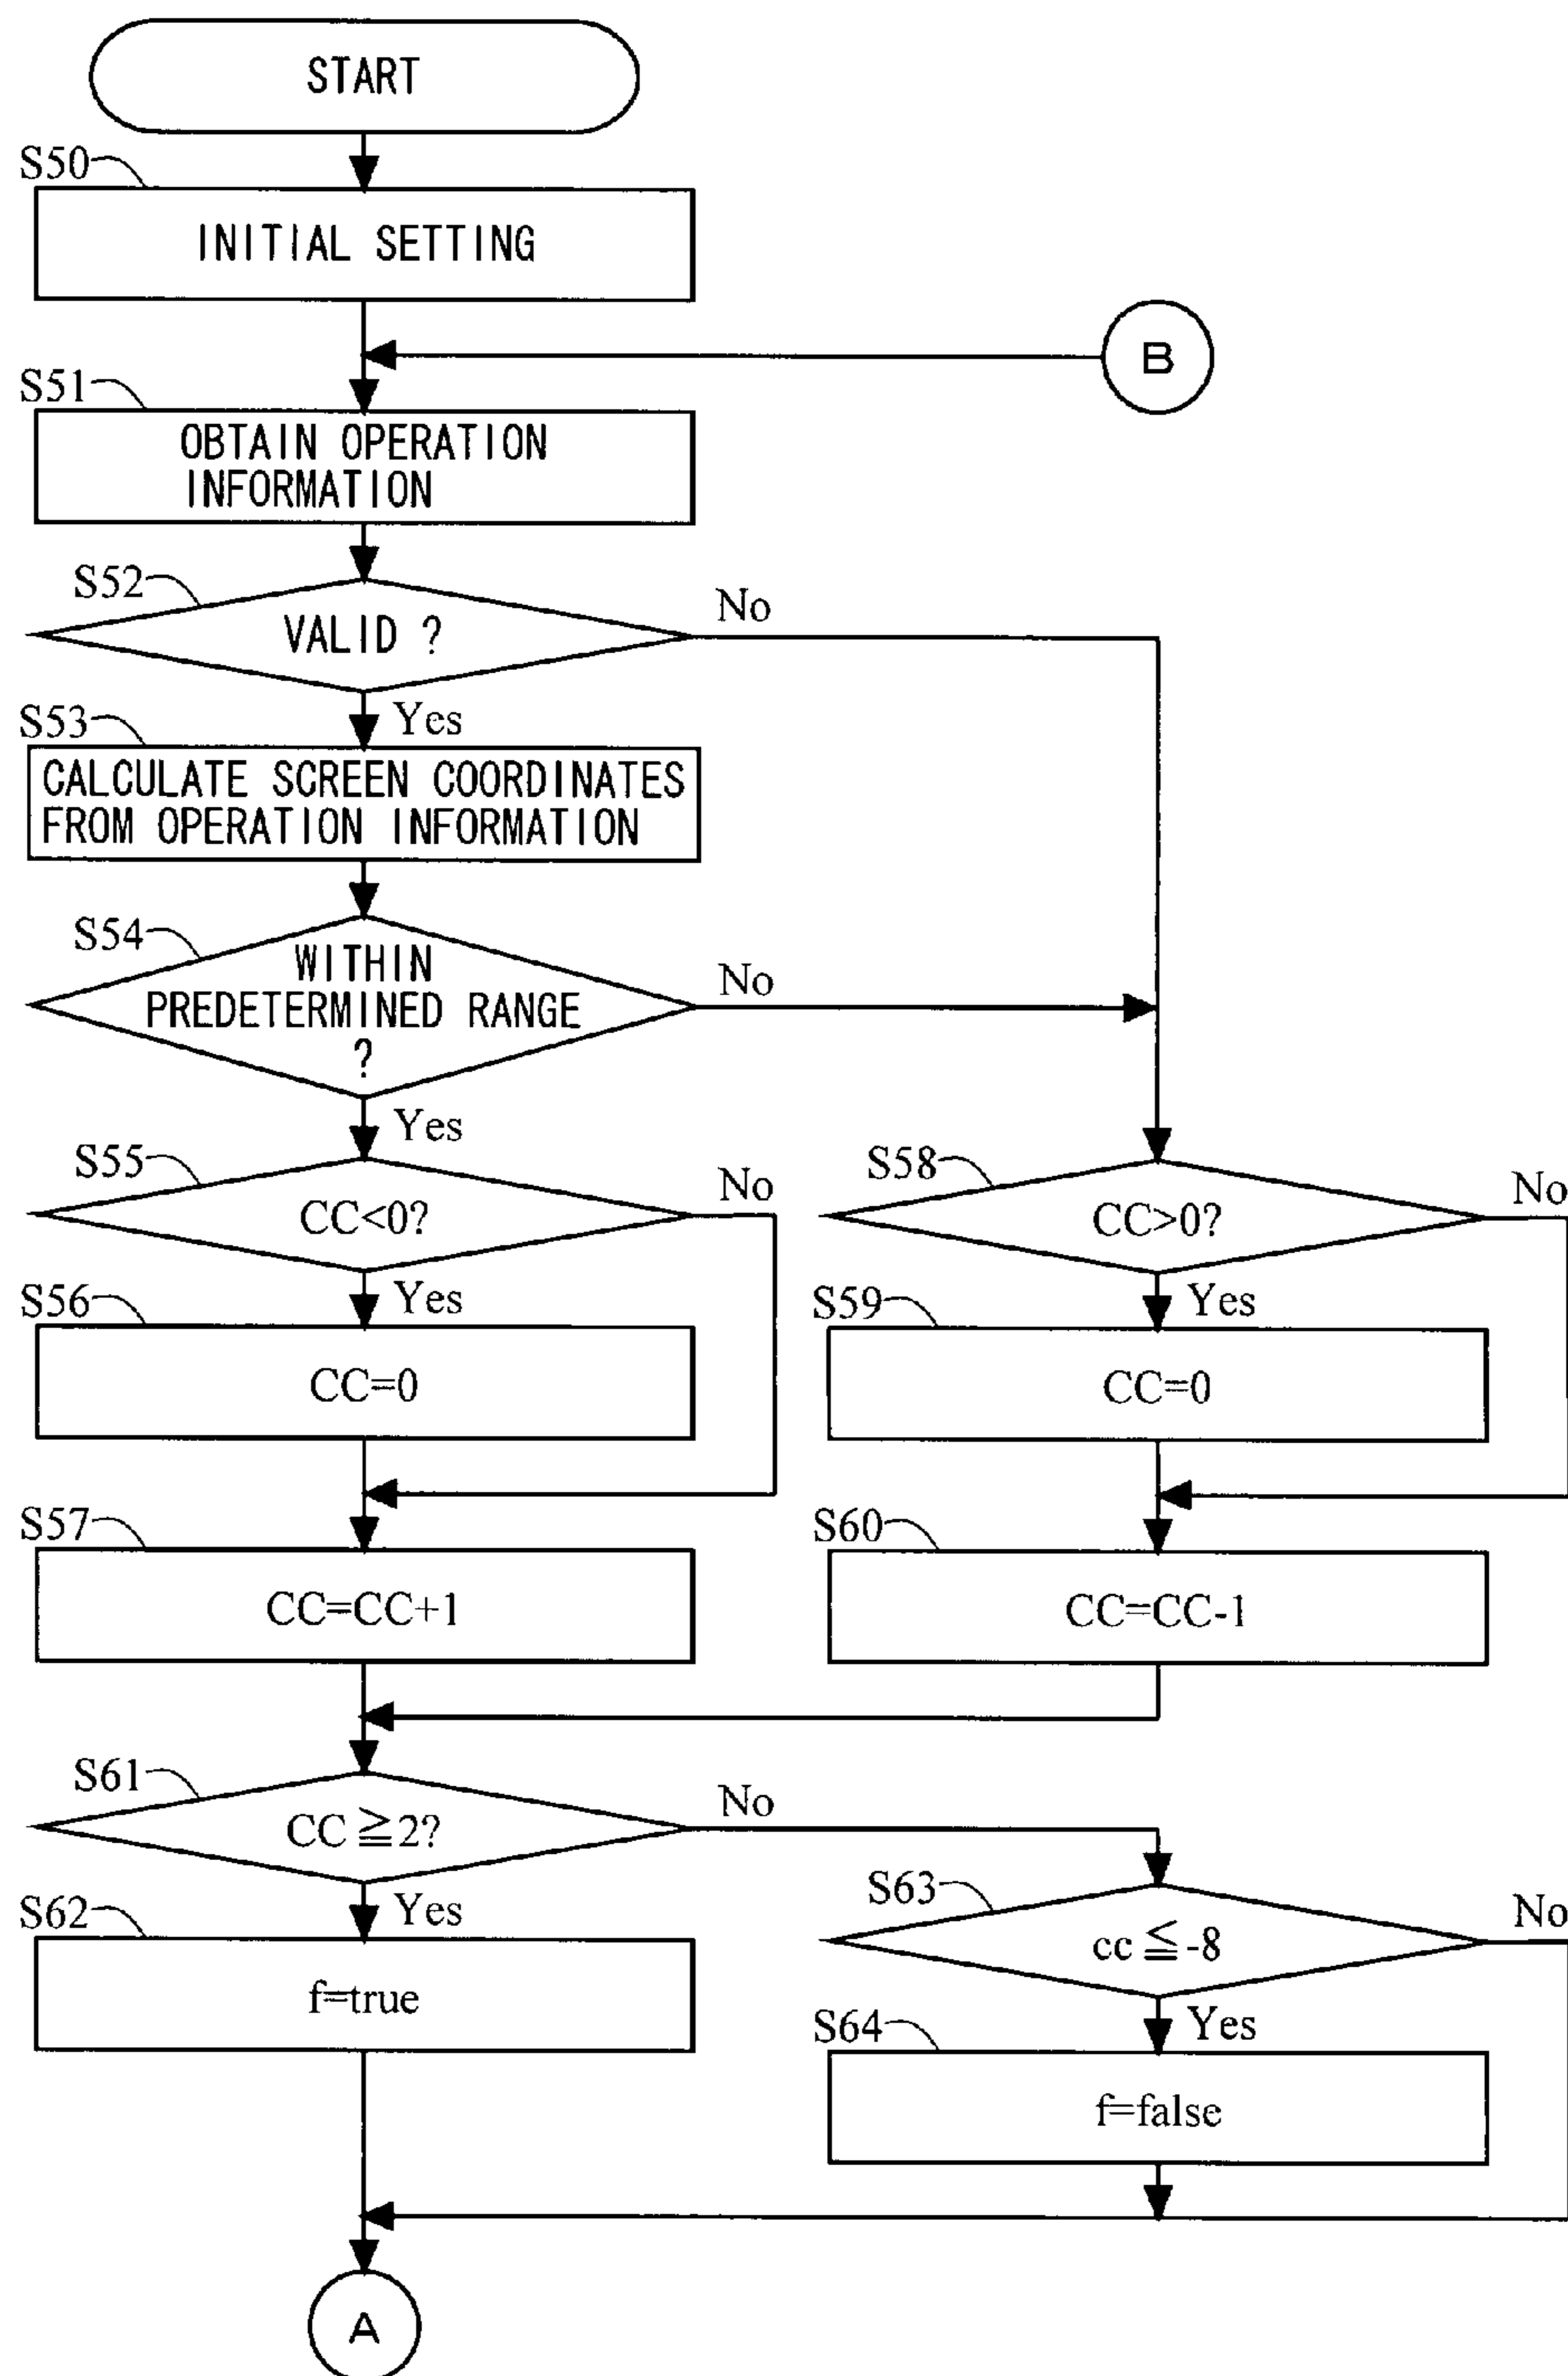 START
S50
INITIAL SETTING
B
S51
OBTAIN OPERATION
INFORMATION
S52
VALID ?
No
Yes
S53
CALCULATE SCREEN COORDINATES
FROM OPERATION INFORMATION
S54
WITHIN
PREDETERMINED RANGE
?
No
Yes
S55
CC<0?
No
S58
CC>0?
No
Yes
Yes
S56
CC=0
S59
CC=0
S57
CC=CC+1
S60
CC=CC-1
S61
CC≧2?
No
Yes
S63
cc≦-8
No
S62
f=true
Yes
S64
f=false
A